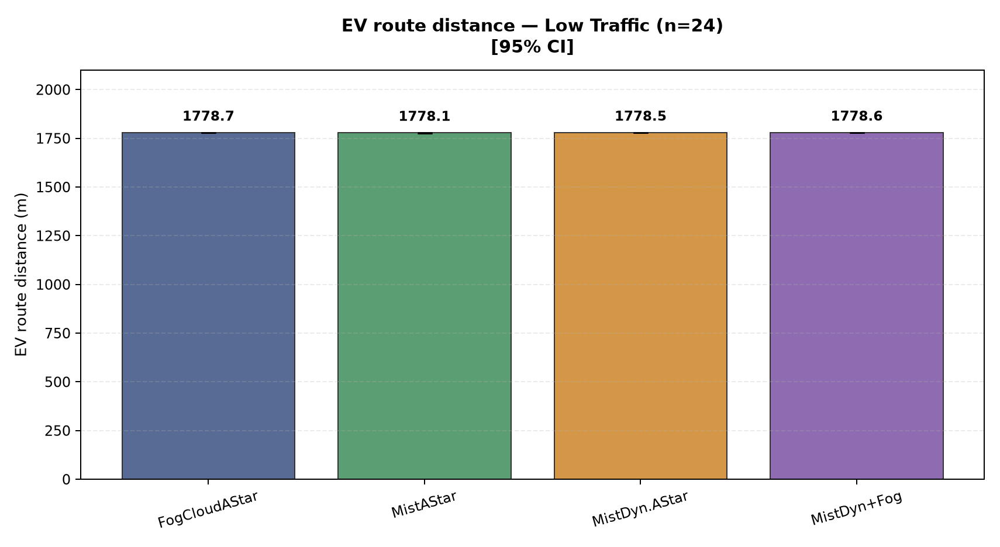 EV route distance — Low Traffic (n=24)
[95% CI]
EV route distance (m)
2000
1750
1500
1250
1000
750
500
250
0
1778.7
1778.1
1778.5
1778.6
FogCloudAStar
MistAStar
MistDyn.AStar
MistDyn+Fog